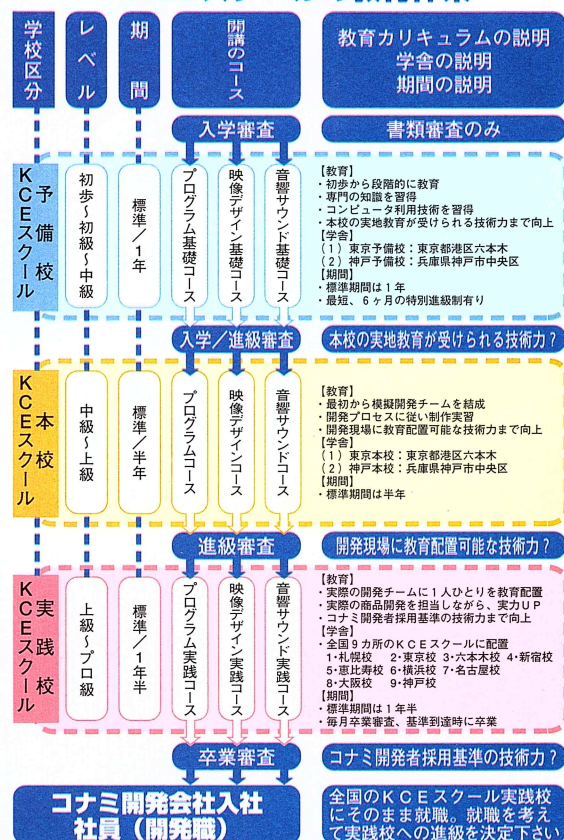 学校区分
レベル
期間
開講のコース
教育カリキュラムの説明
学舎の説明
期間の説明
入学審査
書類審査のみ
予備校
KCEスクール
初歩~初級~中級
標準/1年
プログラム基礎コース
映像デザイン基礎コース
音響サウンド基礎コース
【教育】
・初歩から段階的に教育
・専門の知識を習得
・コンピュータ利用技術を習得
・本校の実地教育が受けられる技術力まで向上
【学舎】
(1)東京予備校:東京都港区六本木
(2)神戸予備校:兵庫県神戸市中央区
【期間】
・標準期間は1年
・最短、6ヶ月の特別進級制有り
入学/進級審査
本校の実地教育が受けられる技術力?
本校
KCEスクール
中級~上級
標準/半年
プログラムコース
映像デザインコース
音響サウンドコース
【教育】
・最初から模擬開発チームを結成
・開発プロセスに従い制作実習
・開発現場に教育配置可能な技術力まで向上
【学舎】
(1)東京本校:東京都港区六本木
(2)神戸本校:兵庫県神戸市中央区
【期間】
・標準期間は半年
進級審査
開発現場に教育配置可能な技術力?
実践校
KCEスクール
上級~プロ級
標準/1年半
プログラム実践コース
映像デザイン実践コース
音響サウンド実践コース
【教育】
・実際の開発チームに1人ひとりを教育配置
・実際の商品開発を担当しながら、実力UP
・コナミ開発者採用基準の技術力まで向上
【学舎】
・全国9カ所のKCEスクールに配置
1・札幌校 2・東京校 3・六本木校 4・新宿校
5・恵比寿校 6・横浜校 7・名古屋校
8・大阪校 9・神戸校
【期間】
・標準期間は1年半
・毎月卒業審査、基準到達時に卒業
卒業審査
コナミ開発者採用基準の技術力?
コナミ開発会社入社
社員(開発職)
全国のKCEスクール実践校
にそのまま就職。就職を考え
て実践校への進級を決定下さい